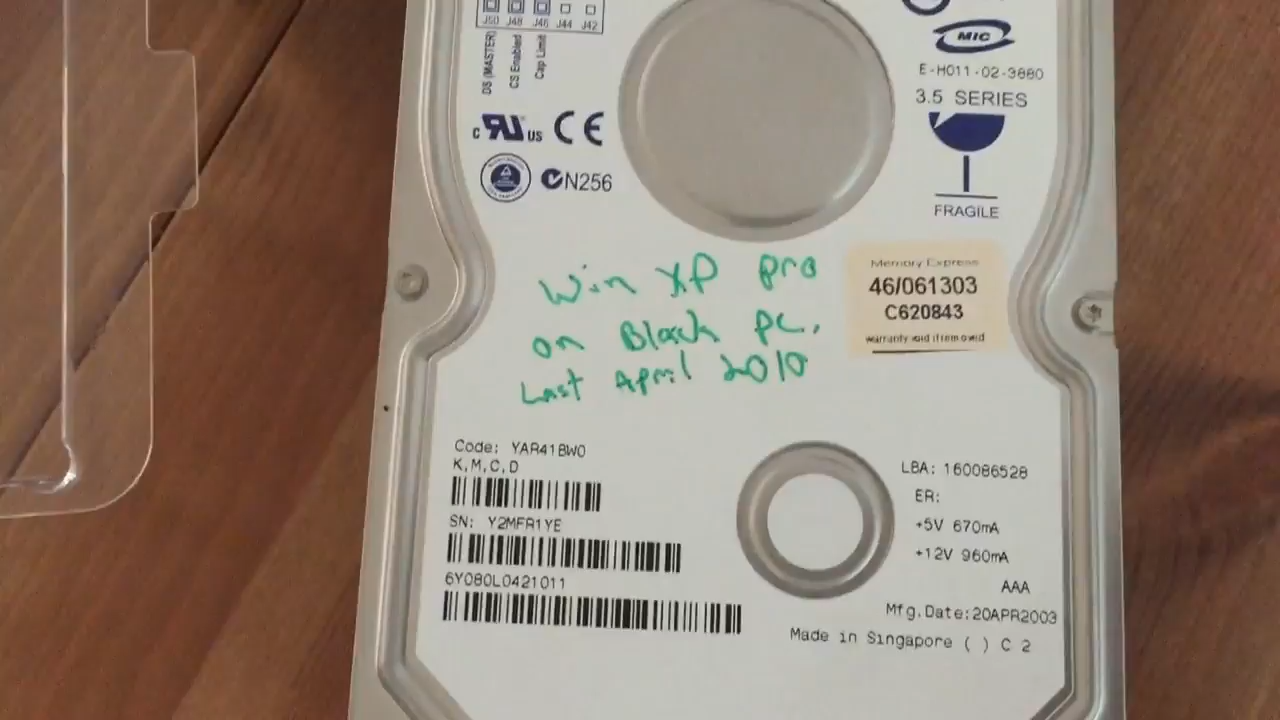 J50 J48 J46 J44 J42
DS (MASTER)
CS Enabled
Cap Limit
MIC
E-H011-02-3880
3.5 SERIES
C US CE
N256
FRAGILE
Win XP pro
on Black PC.
Last April 2010
Memory Express
46/061303
C620843
warranty void if removed
Code: YAR41BW0
K,M,C,D
SN: Y2MFR1YE
6Y080L0421011
LBA: 160086528
ER:
+5V 670mA
+12V 960mA
AAA
Mfg.Date:20APR2003
Made in Singapore ( ) C 2